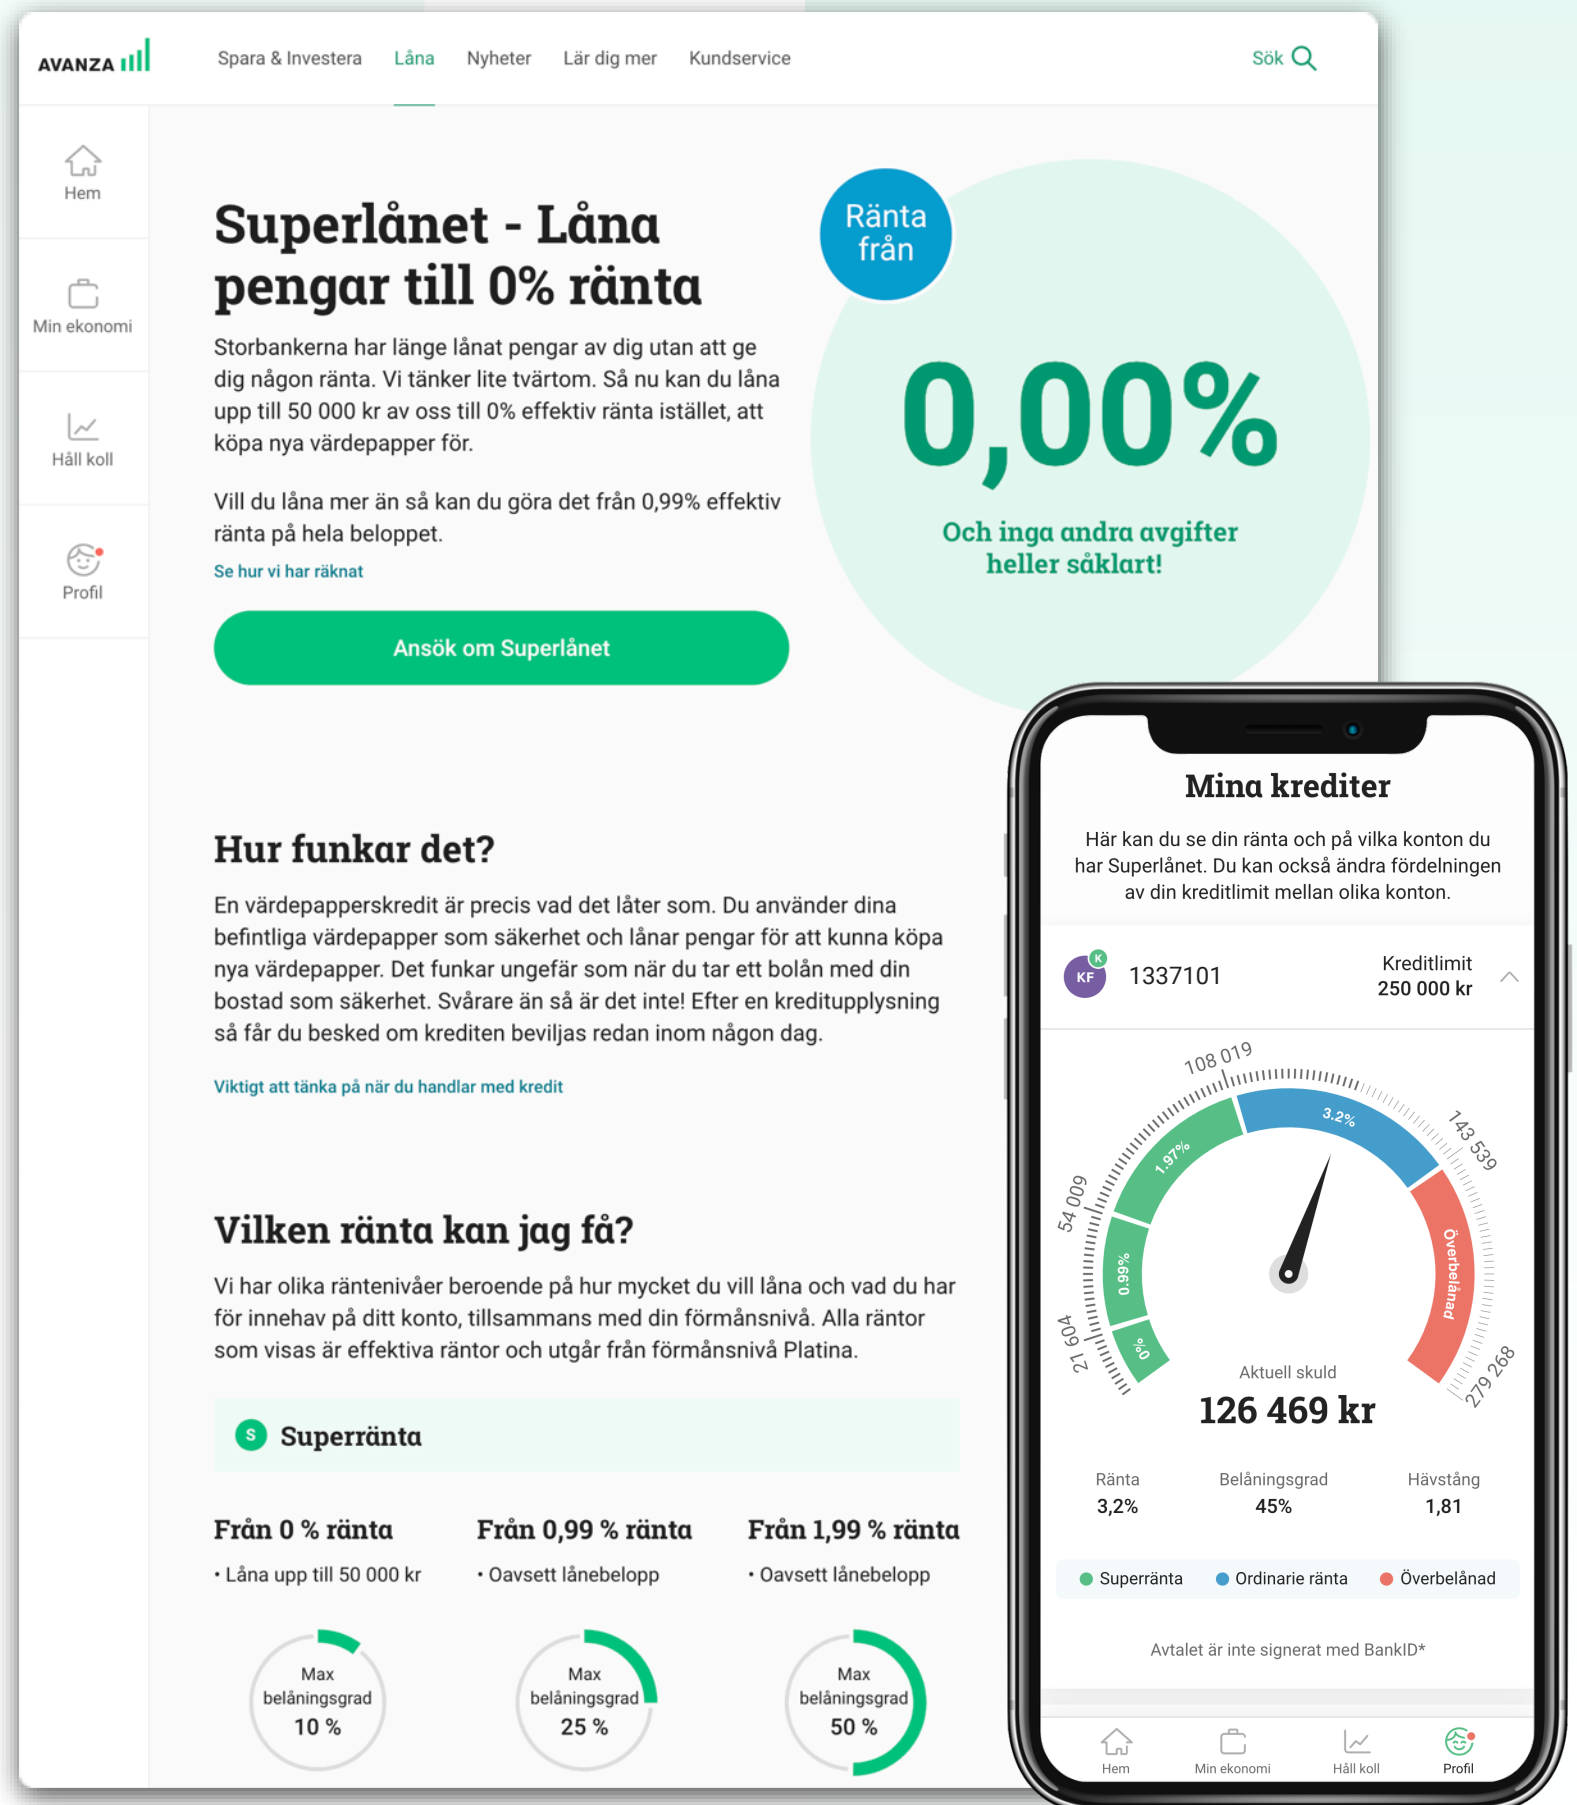 AVANZA
Spara & Investera
Låna
Nyheter
Lär dig mer
Kundservice
Sök
Hem
Min ekonomi
Håll koll
Profil
Superlånet - Låna
pengar till 0% ränta
Storbankerna har länge lånat pengar av dig utan att ge
dig någon ränta. Vi tänker lite tvärtom. Så nu kan du låna
upp till 50 000 kr av oss till 0% effektiv ränta istället, att
köpa nya värdepapper för.
Vill du låna mer än så kan du göra det från 0,99% effektiv
ränta på hela beloppet.
Se hur vi har räknat
Ansök om Superlånet
Ränta
från
0,00%
Och inga andra avgifter
heller såklart!
Hur funkar det?
En värdepapperskredit är precis vad det låter som. Du använder dina
befintliga värdepapper som säkerhet och lånar pengar för att kunna köpa
nya värdepapper. Det funkar ungefär som när du tar ett bolån med din
bostad som säkerhet. Svårare än så är det inte! Efter en kreditupplysning
så får du besked om krediten beviljas redan inom någon dag.
Viktigt att tänka på när du handlar med kredit
Vilken ränta kan jag få?
Vi har olika räntenivåer beroende på hur mycket du vill låna och vad du har
för innehav på ditt konto, tillsammans med din förmånsnivå. Alla räntor
som visas är effektiva räntor och utgår från förmånsnivå Platina.
S Superränta
Från 0 % ränta
• Låna upp till 50 000 kr
Max
belåningsgrad
10 %
Från 0,99 % ränta
• Oavsett lånebelopp
Max
belåningsgrad
25 %
Från 1,99 % ränta
• Oavsett lånebelopp
Max
belåningsgrad
50 %
Mina krediter
Här kan du se din ränta och på vilka konton du
har Superlånet. Du kan också ändra fördelningen
av din kreditlimit mellan olika konton.
KF
K
1337101
Kreditlimit
250 000 kr
21 604
54 009
108 019
143 539
279 268
0%
0.99%
1.97%
3.2%
Överbelånad
Aktuell skuld
126 469 kr
Ränta
3,2%
Belåningsgrad
45%
Hävstång
1,81
Superränta
Ordinarie ränta
Överbelånad
Avtalet är inte signerat med BankID*
Hem
Min ekonomi
Håll koll
Profil